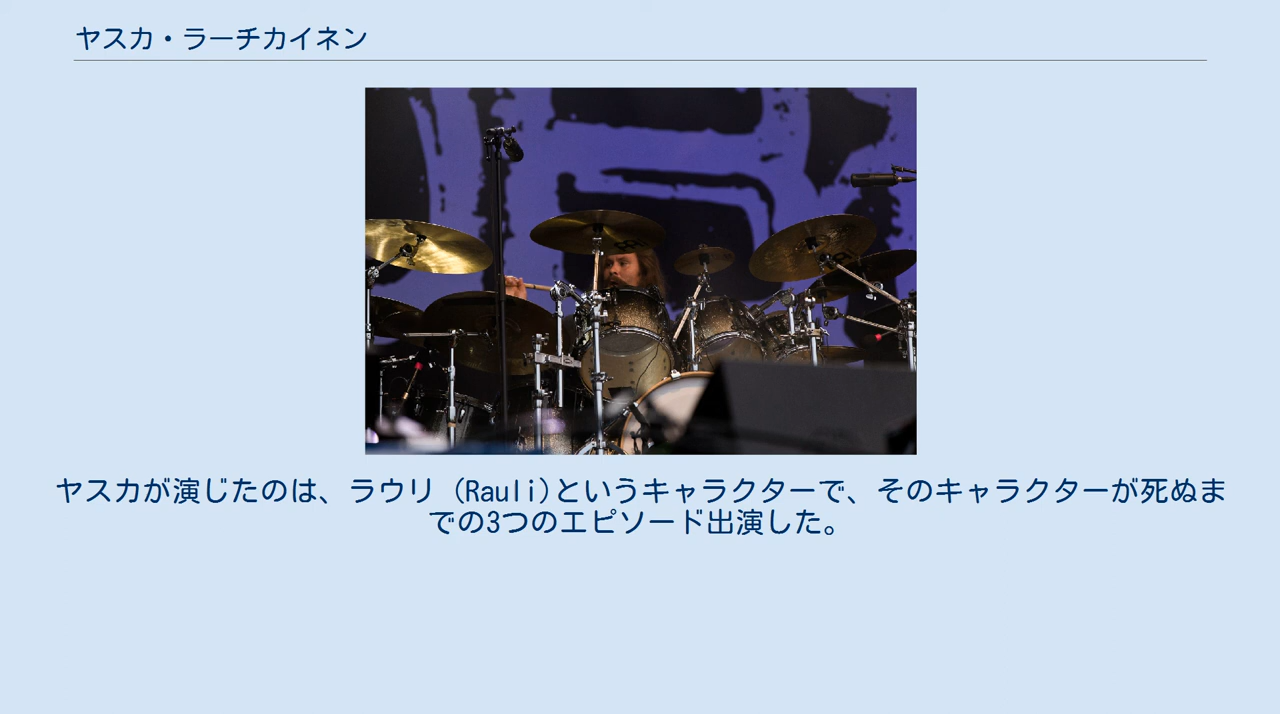 ヤスカ・ラーチカイネン
ヤスカが演じたのは、ラウリ (Rauli)というキャラクターで、そのキャラクターが死ぬま
での3つのエピソード出演した。